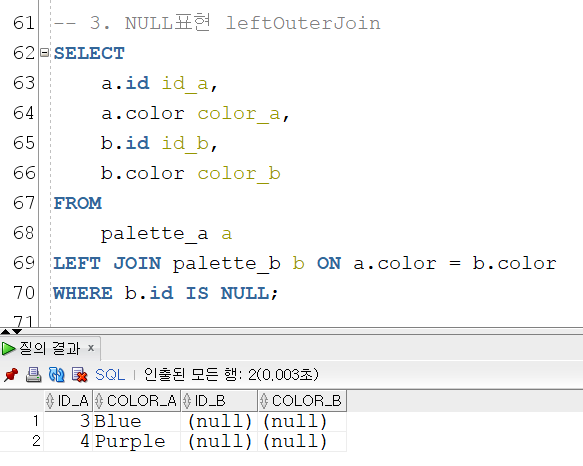 61 -- 3. NULL표현 leftOuterJoin
62 SELECT
63 a.id id_a,
64 a.color color_a,
65 b.id id_b,
66 b.color color_b
67 FROM
68 palette_a a
69 LEFT JOIN palette_b b ON a.color = b.color
70 WHERE b.id IS NULL;
71
질의 결과 x
SQL | 인출된 모든 행: 2(0,003초)
ID_A COLOR_A ID_B COLOR_B
1 3 Blue (null) (null)
2 4 Purple (null) (null)